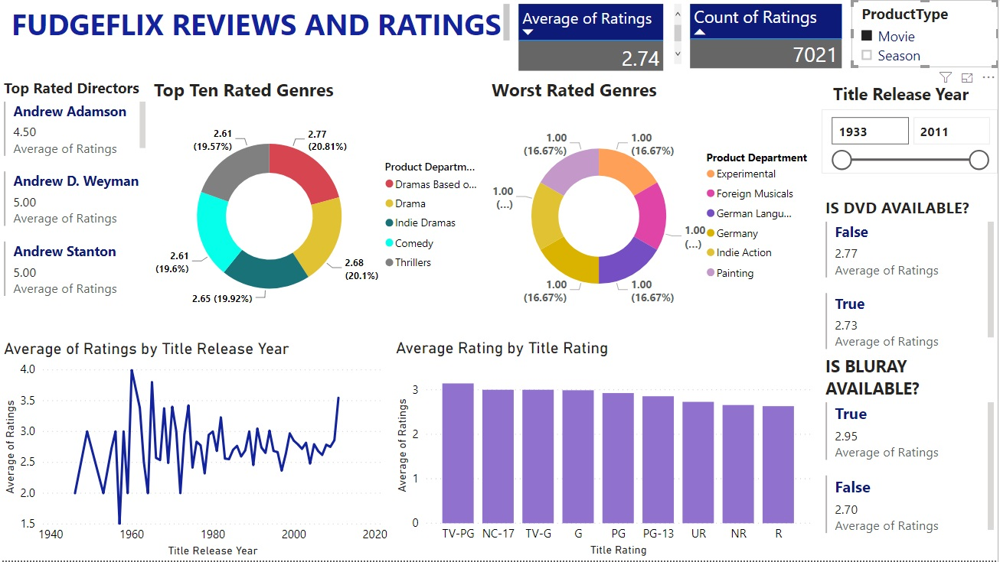 FUDGEFLIX REVIEWS AND RATINGS
Average of Ratings
2.74
Count of Ratings
7021
ProductType
Movie
Season
Top Rated Directors
Andrew Adamson
4.50
Average of Ratings
Andrew D. Weyman
5.00
Average of Ratings
Andrew Stanton
5.00
Average of Ratings
Top Ten Rated Genres
2.61
(19.57%)
2.77
(20.81%)
2.61
(19.6%)
2.68
(20.1%)
2.65 (19.92%)
Product Departm...
Dramas Based o...
Drama
Indie Dramas
Comedy
Thrillers
Worst Rated Genres
1.00
(16.67%)
1.00
(16.67%)
1.00
(...)
1.00
(...)
1.00
(16.67%)
1.00
(16.67%)
Product Department
Experimental
Foreign Musicals
German Langu...
Germany
Indie Action
Painting
Title Release Year
1933
2011
IS DVD AVAILABLE?
False
2.77
Average of Ratings
True
2.73
Average of Ratings
IS BLURAY
AVAILABLE?
True
2.95
Average of Ratings
False
2.70
Average of Ratings
Average of Ratings by Title Release Year
Average of Ratings
4.0
3.5
3.0
2.5
2.0
1.5
1940
1960
1980
2000
2020
Title Release Year
Average Rating by Title Rating
Average of Ratings
3
2
1
0
TV-PG
NC-17
TV-G
G
PG
PG-13
UR
NR
R
Title Rating